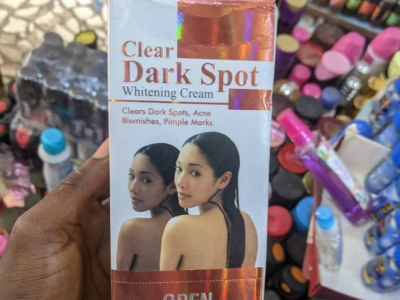 Clear
Dark Spot
Whitening Cream
Clears Dark Spots, Acne
Blemishes, Pimple Marks.
OPEN